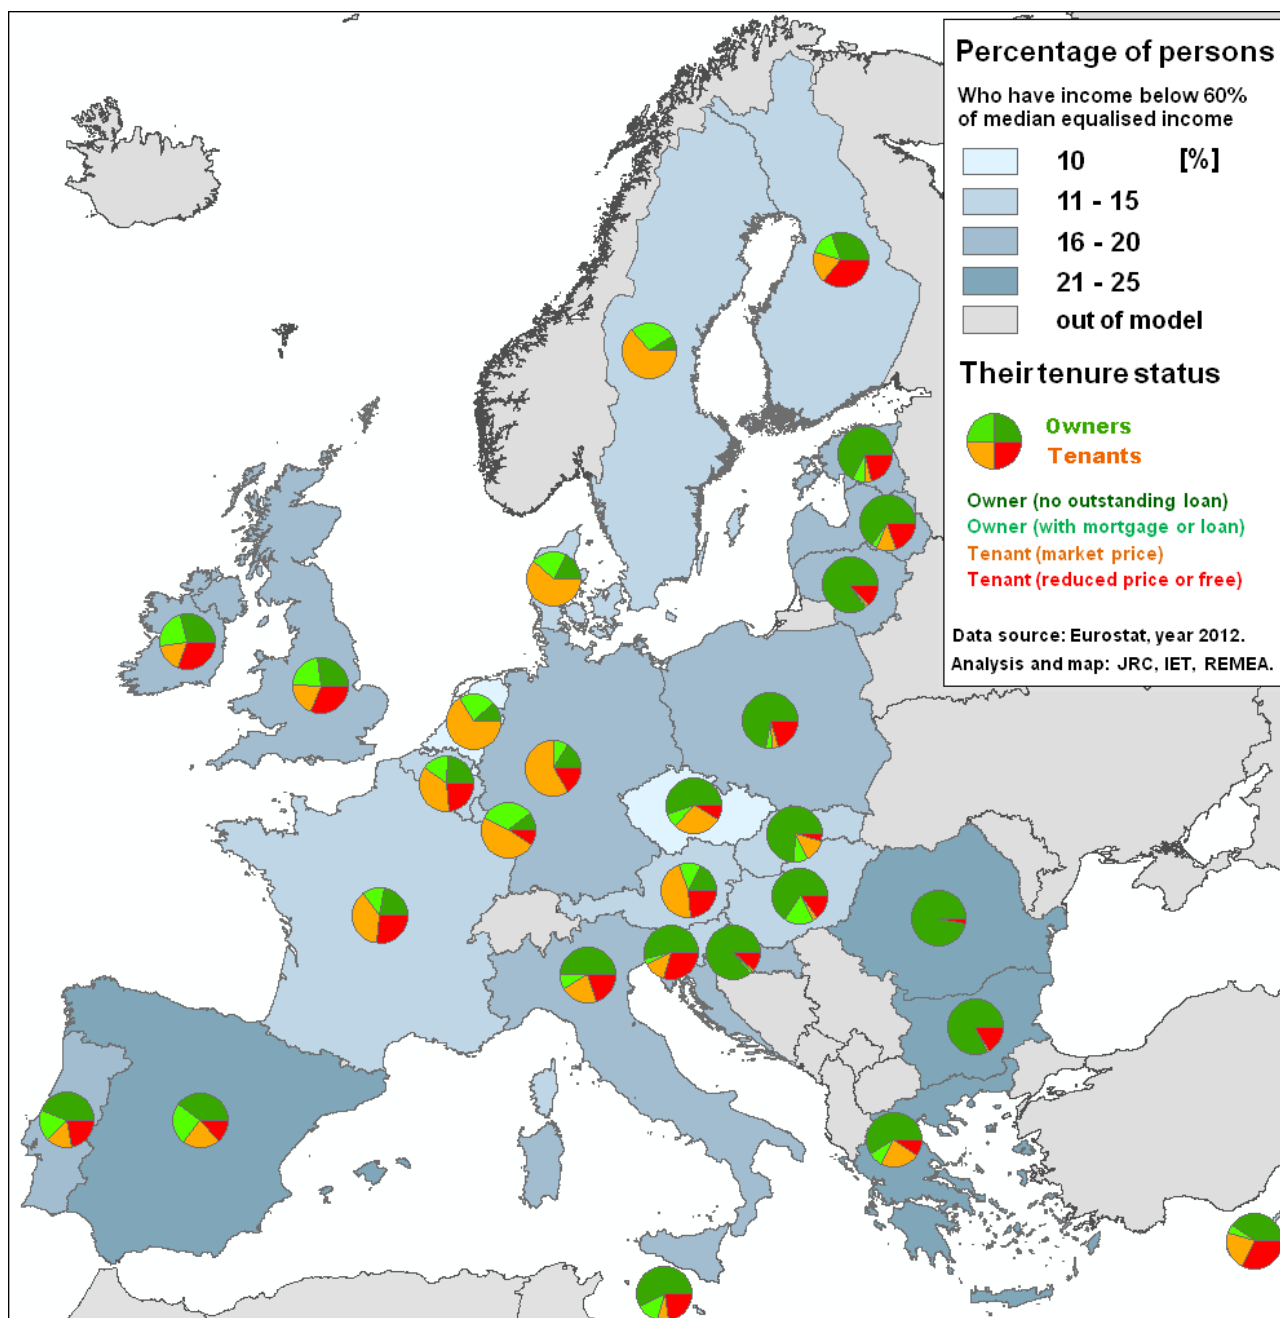 Percentage of persons
Who have income below 60%
of median equalised income
10 [%]
11 - 15
16 - 20
21 - 25
out of model
Their tenure status
Owners
Tenants
Owner (no outstanding loan)
Owner (with mortgage or loan)
Tenant (market price)
Tenant (reduced price or free)
Data source: Eurostat, year 2012.
Analysis and map: JRC, IET, REMEA.